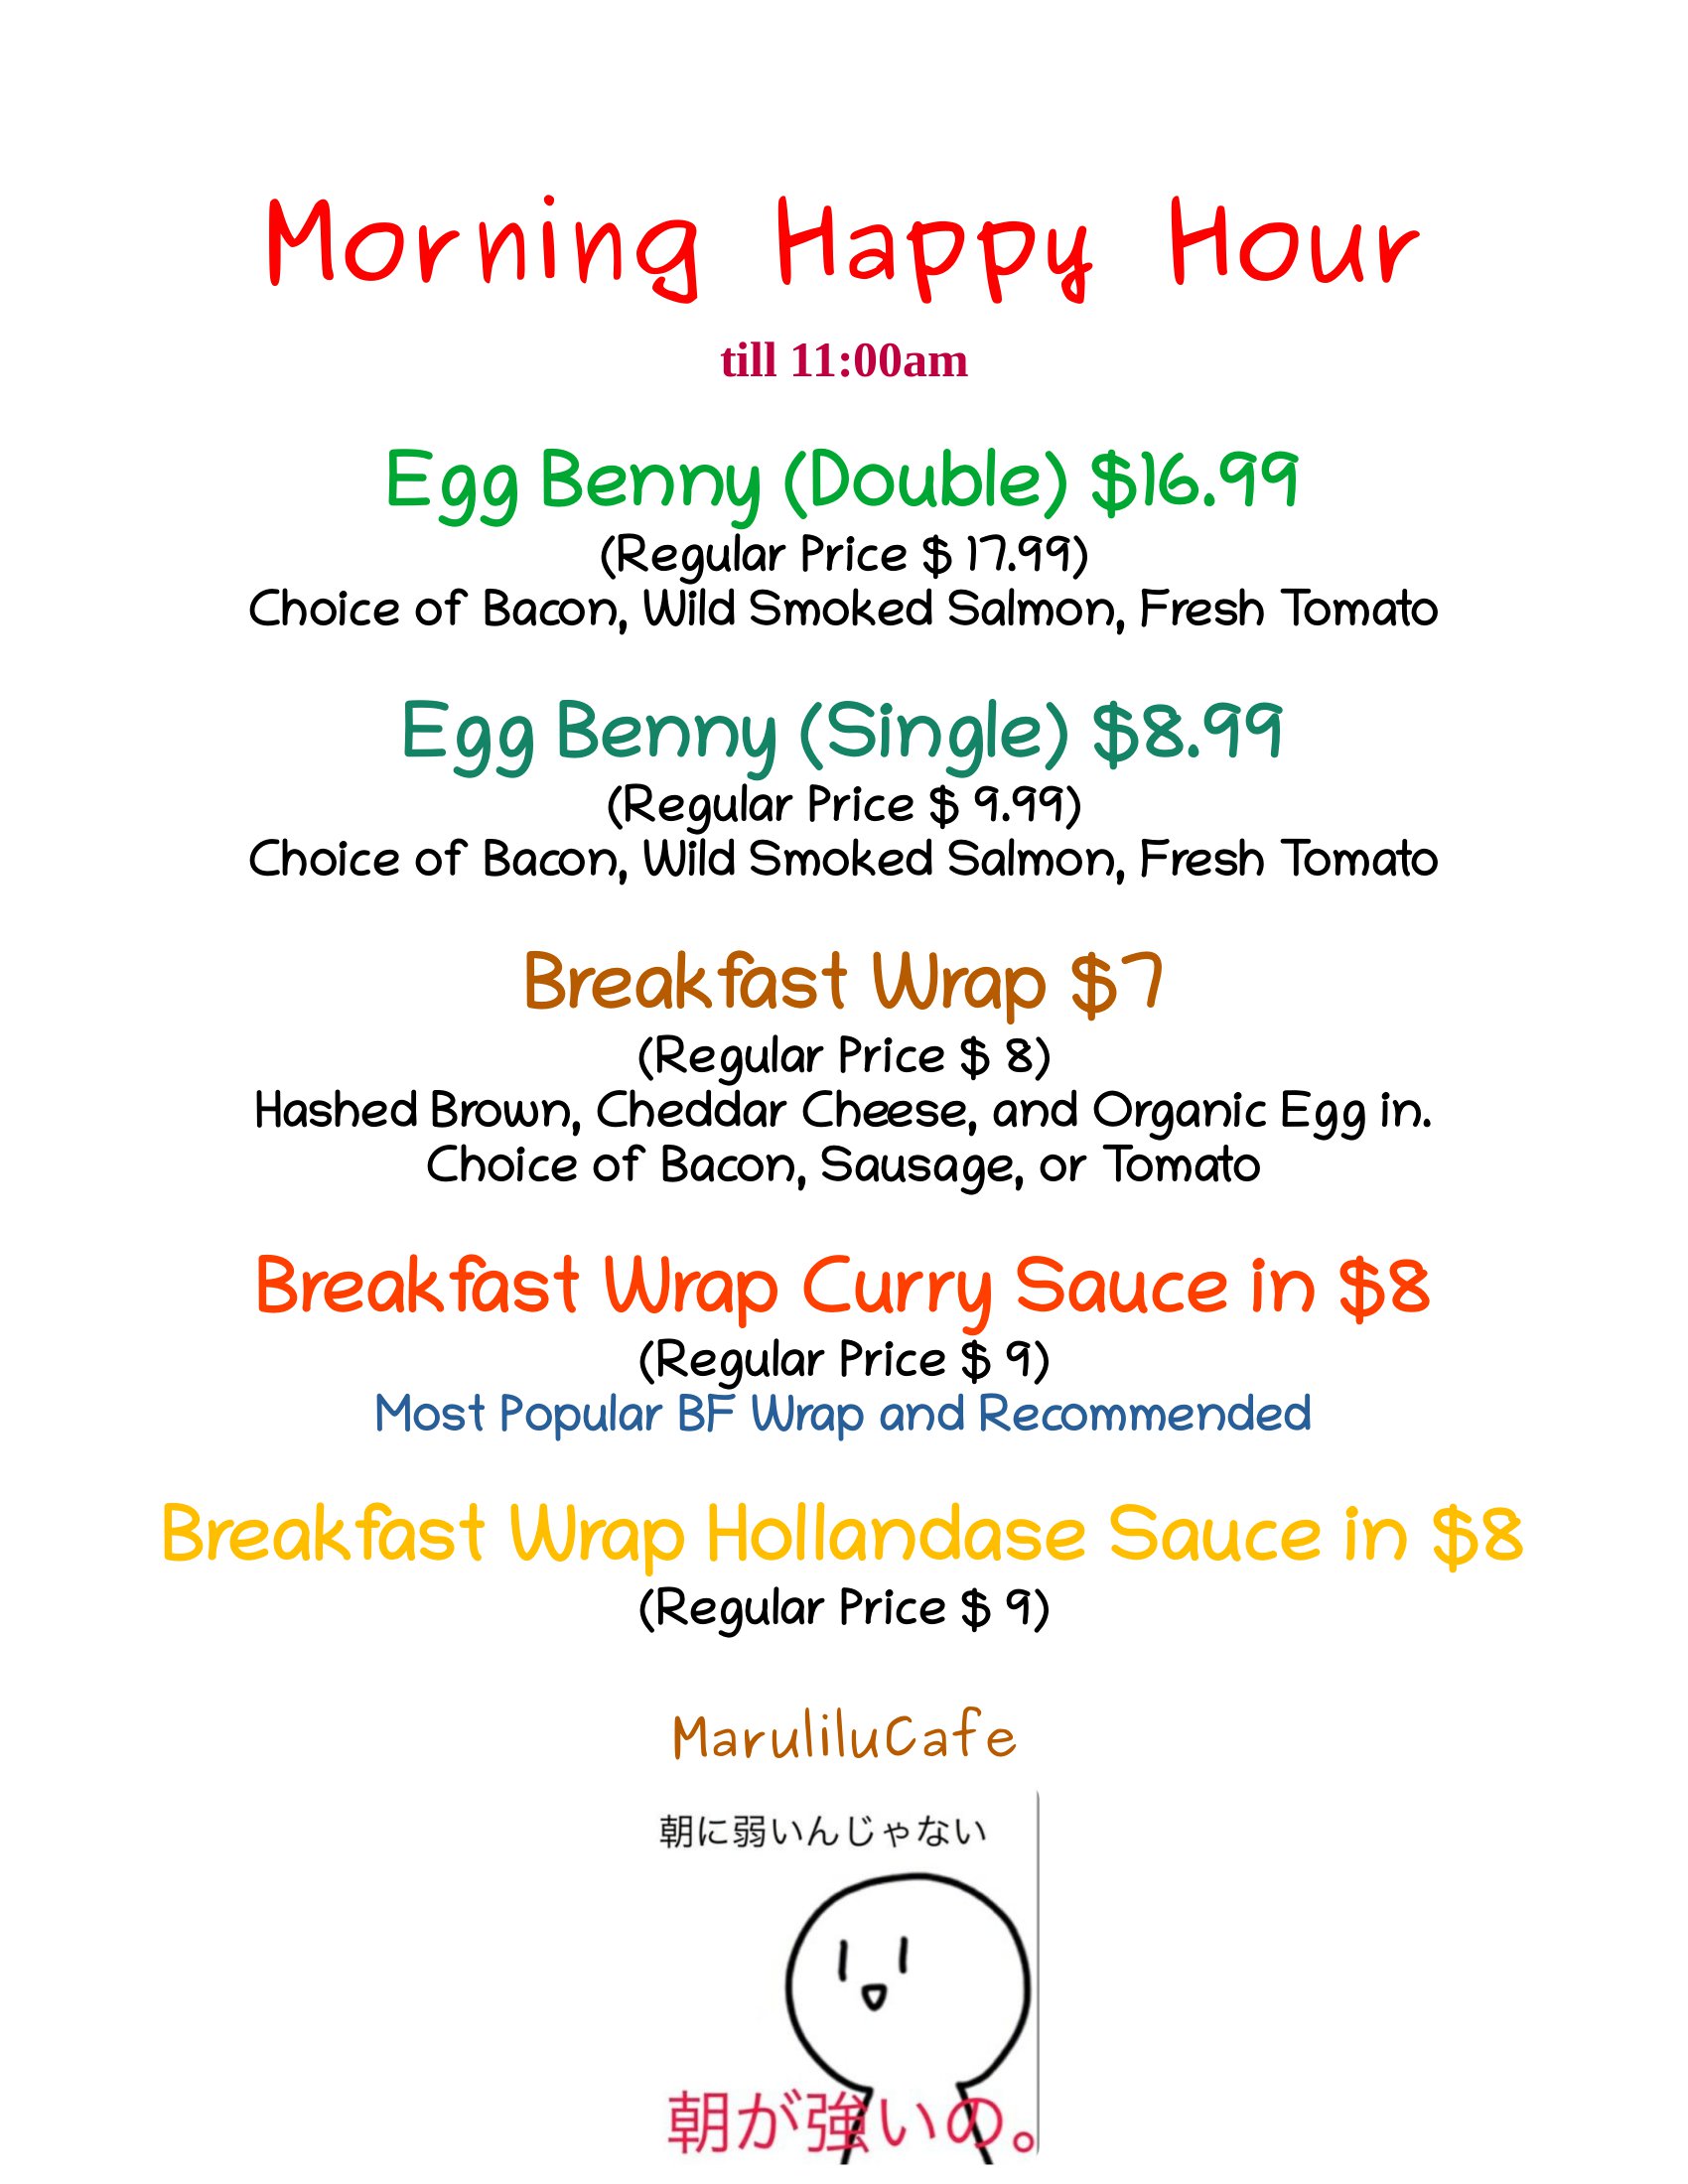 Morning Happy Hour
till 11:00am
Egg Benny (Double) $16.99
(Regular Price $ 17.99)
Choice of Bacon, Wild Smoked Salmon, Fresh Tomato
Egg Benny (Single) $8.99
(Regular Price $ 9.99)
Choice of Bacon, Wild Smoked Salmon, Fresh Tomato
Breakfast Wrap $7
(Regular Price $ 8)
Hashed Brown, Cheddar Cheese, and Organic Egg in.
Choice of Bacon, Sausage, or Tomato
Breakfast Wrap Curry Sauce in $8
(Regular Price $ 9)
Most Popular BF Wrap and Recommended
Breakfast Wrap Hollandase Sauce in $8
(Regular Price $ 9)
MaruliluCafe
朝に弱いんじゃない
朝が強いの。